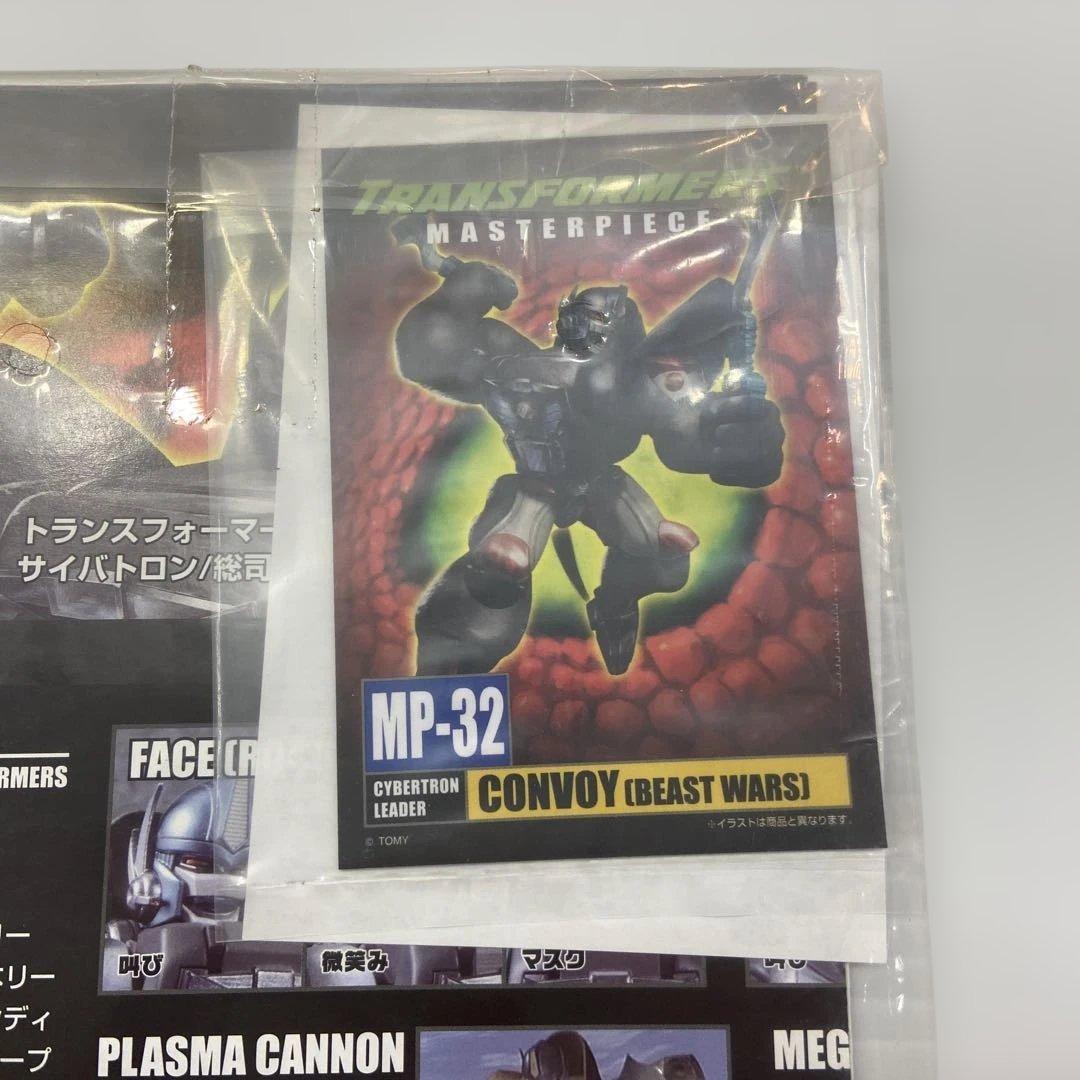 TRANSFORMERS
MASTERPIECE
MP-32
CYBERTRON
LEADER
CONVOY (BEAST WARS)
※イラストは商品と異なります。
© TOMY
トランスフォーマー
サイバトロン/総司
RMERS
FACE (RO
叫び
微笑み
マスク
叫び
リー
ディ
ープ
PLASMA CANNON
MEG